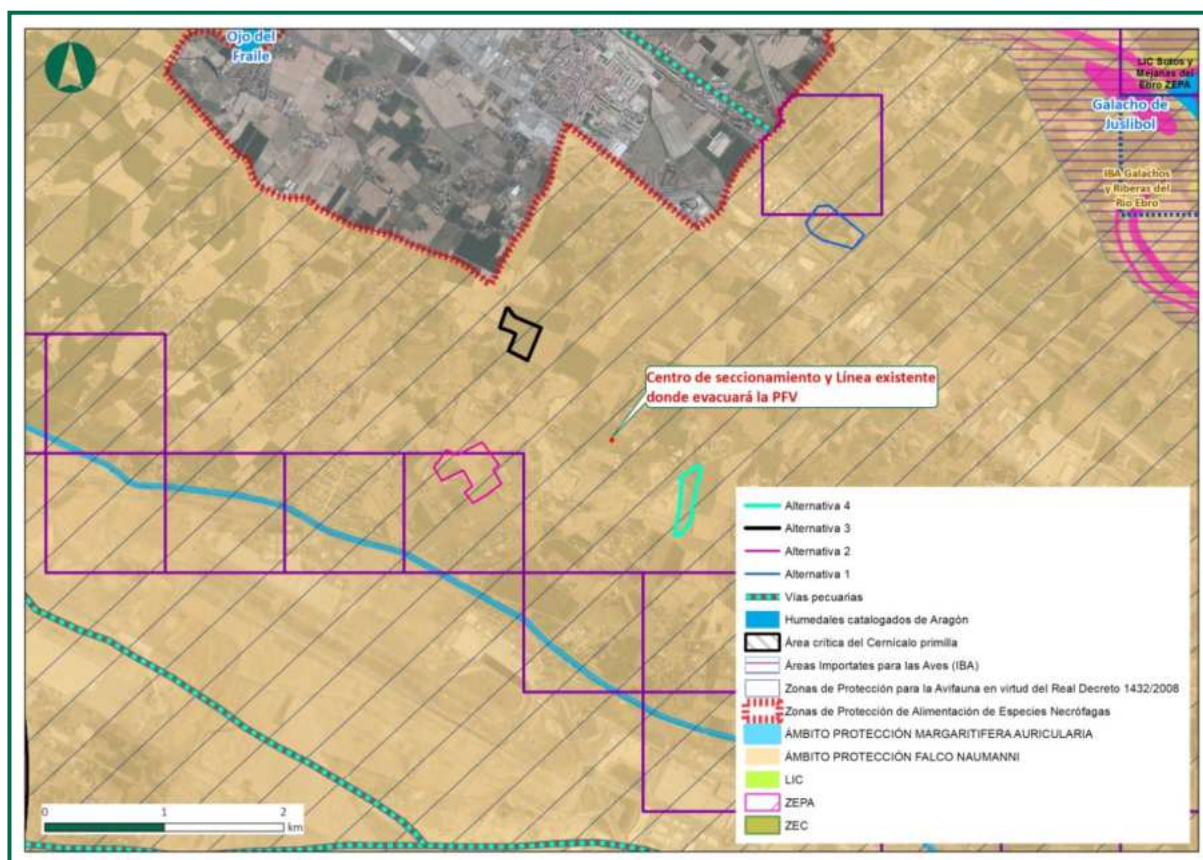 Ojo del
Fraile
LIC Sotos y
Mejanas del
Ebro ZEPA
Galacho de
Juslibol
IBA Galachos
y Riberas del
Río Ebro
Centro de seccionamiento y Línea existente
donde evacuará la PFV
Alternativa 4
Alternativa 3
Alternativa 2
Alternativa 1
Vías pecuarias
Humedales catalogados de Aragón
Área crítica del Cernícalo primilla
Áreas Importates para las Aves (IBA)
Zonas de Protección para la Avifauna en virtud del Real Decreto 1432/2008
Zonas de Protección de Alimentación de Especies Necrófagas
ÁMBITO PROTECCIÓN MARGARITIFERA AURICULARIA
ÁMBITO PROTECCIÓN FALCO NAUMANNI
LIC
ZEPA
ZEC
0 1 2
km